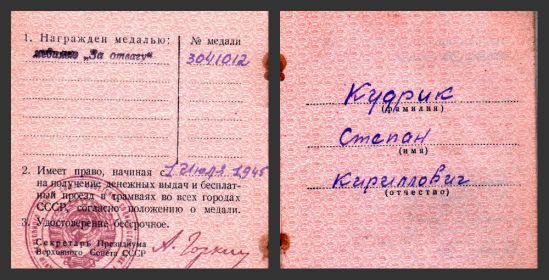 1. Награжден медалью:
№ медали
медалью „За отвагу“
3041012
2. Имеет право, начиная с 1 1945
на получение денежных выдач и бесплат-
ный проезд в трамваях во всех городах
СССР, согласно положению о медали.
3. Удостоверение бессрочное.
Секретарь Президиума
Верховного Совета СССР
А. Горкин
Кудрик
(фамилия)
Степан
(имя)
Кириллович
(отчество)